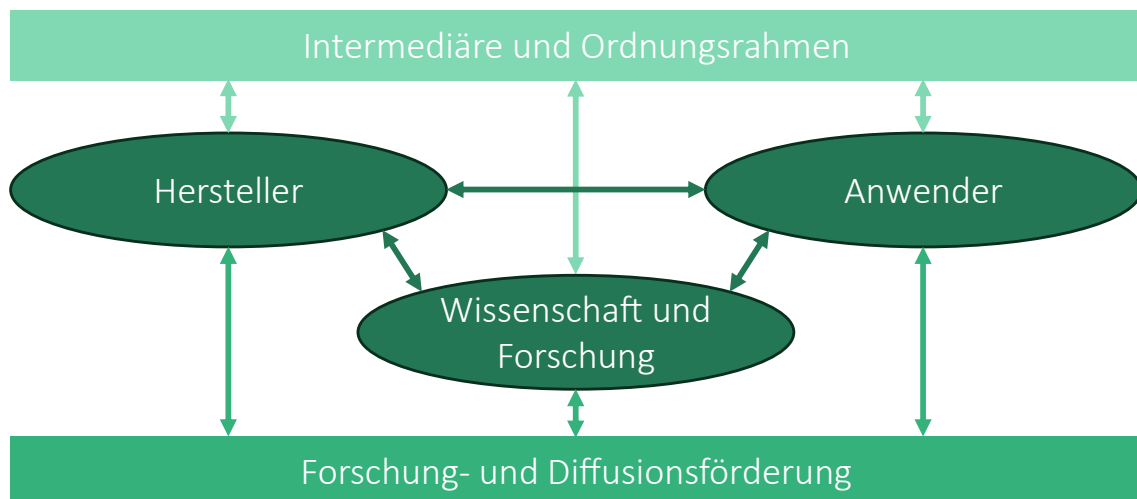 Intermediäre und Ordnungsrahmen
Hersteller
Anwender
Wissenschaft und
Forschung
Forschung- und Diffusionsförderung